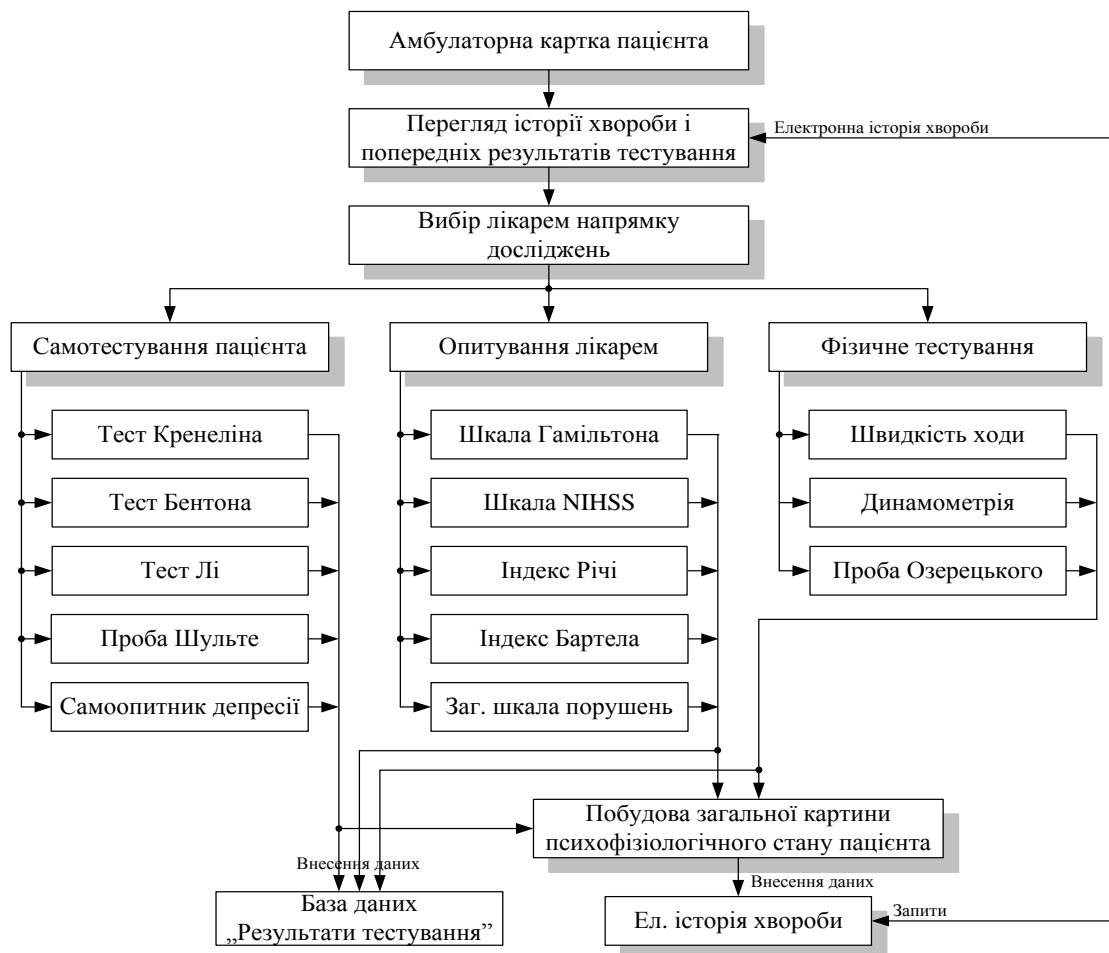 Амбулаторна картка пацієнта
Перегляд історії хвороби і
попередніх результатів тестування
Електронна історія хвороби
Вибір лікарем напрямку
досліджень
Самотестування пацієнта
Опитування лікарем
Фізичне тестування
Тест Кренеліна
Шкала Гамільтона
Швидкість ходи
Тест Бентона
Шкала NIHSS
Динамометрія
Тест Лі
Індекс Річі
Проба Озерецького
Проба Шульте
Індекс Бартела
Самоопитник депресії
Заг. шкала порушень
Побудова загальної картини
психофізіологічного стану пацієнта
Внесення даних
Внесення даних
База даних
„Результати тестування”
Ел. історія хвороби
Запити